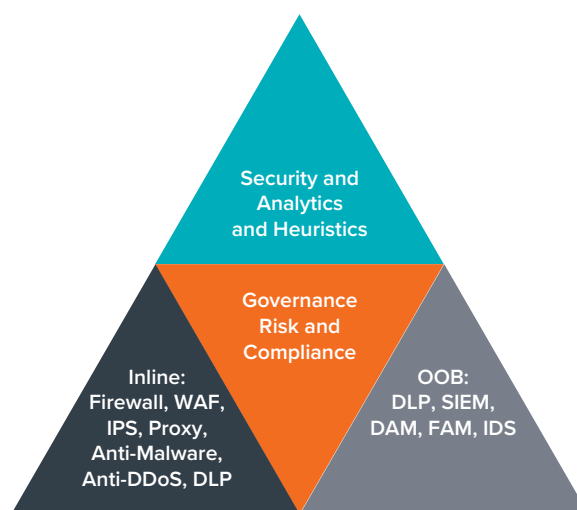 Security and
Analytics
and Heuristics
Governance
Risk and
Compliance
Inline:
Firewall, WAF,
IPS, Proxy,
Anti-Malware,
Anti-DDoS, DLP
OOB:
DLP, SIEM,
DAM, FAM, IDS